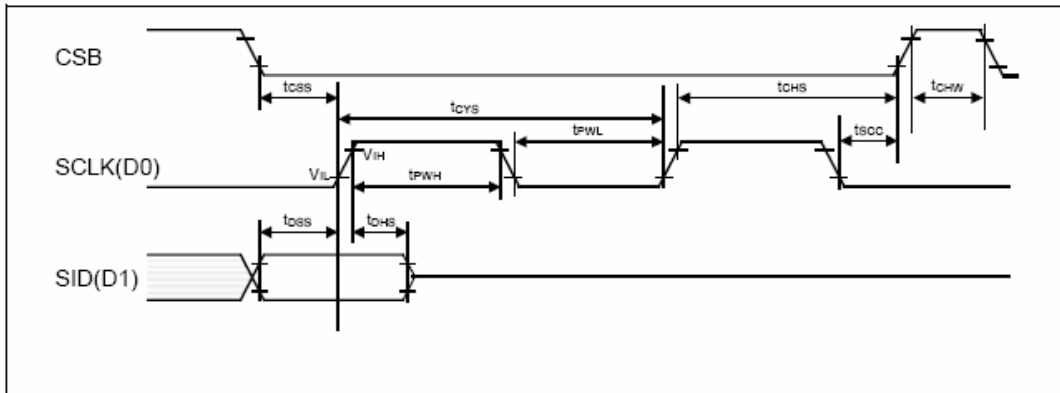 CSB
tCSS
tCHS
tCHW
tCYS
tPWL
tSCC
SCLK(D0)
VIL
VIH
tPWH
tDSS
tDHS
SID(D1)